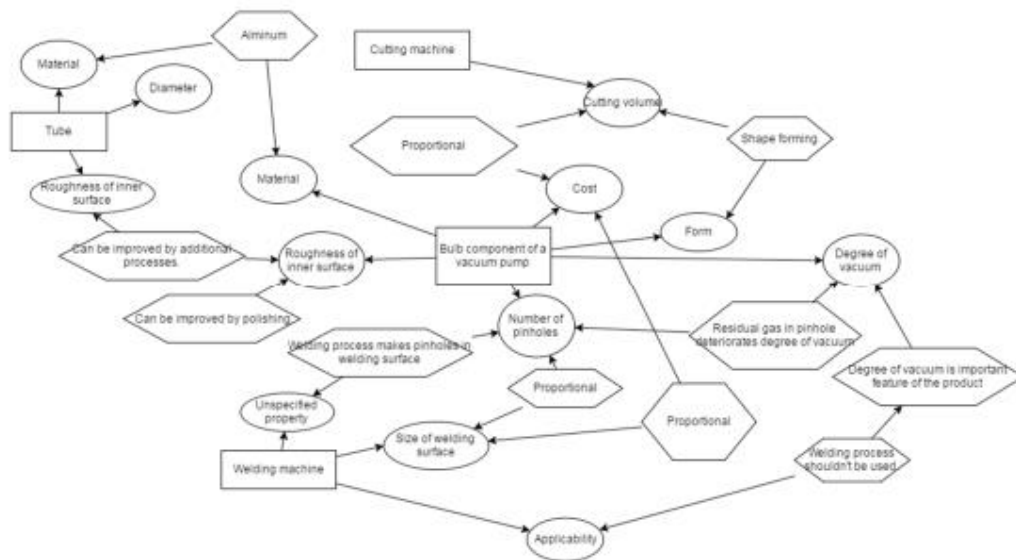 Alminum
Cutting machine
Material
Diameter
Cutting volume
Tube
Proportional
Shape forming
Material
Cost
Roughness of inner
surface
Form
Can be improved by additional
processes.
Roughness of
inner surface
Bulb component of a
vacuum pump
Degree of
vacuum
Can be improved by polishing
Number of
pinholes
Residual gas in pinhole
deteriorates degree of vacuum
Welding process makes pinholes in
welding surface
Degree of vacuum is important
feature of the product
Proportional
Unspecified
property
Proportional
Size of welding
surface
Welding process
shouldn't be used
Welding machine
Applicability